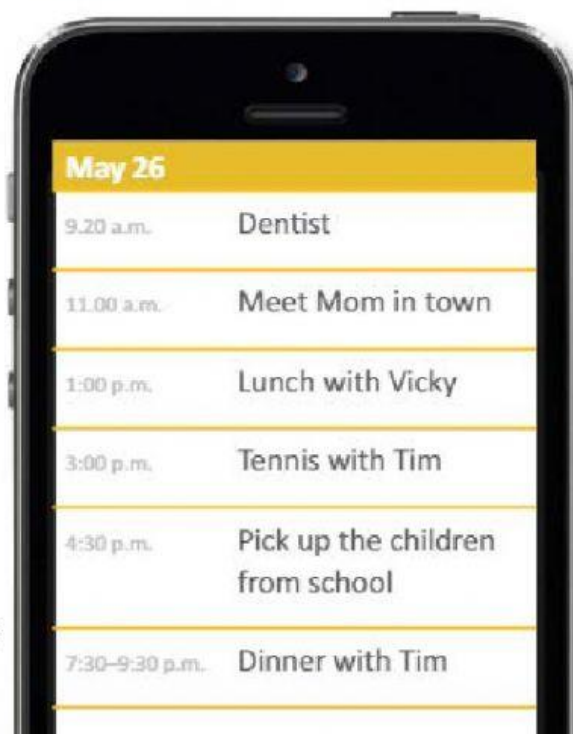 May 26
9.20 a.m. Dentist
11.00 a.m. Meet Mom in town
1:00 p.m. Lunch with Vicky
3:00 p.m. Tennis with Tim
4:30 p.m. Pick up the children
from school
7:30–9:30 p.m. Dinner with Tim